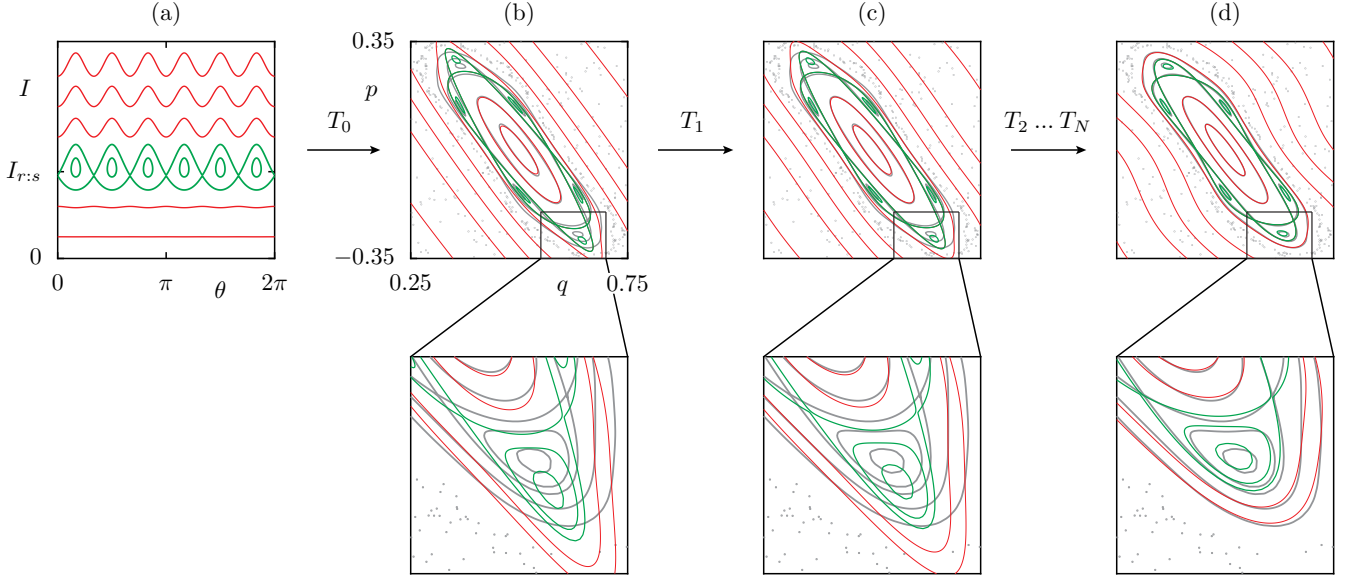 (a)
(b)
(c)
(d)
I
I_{r:s}
0
0
π
θ
2π
T_0
0.35
p
−0.35
0.25
q
0.75
T_1
T_2 ... T_N